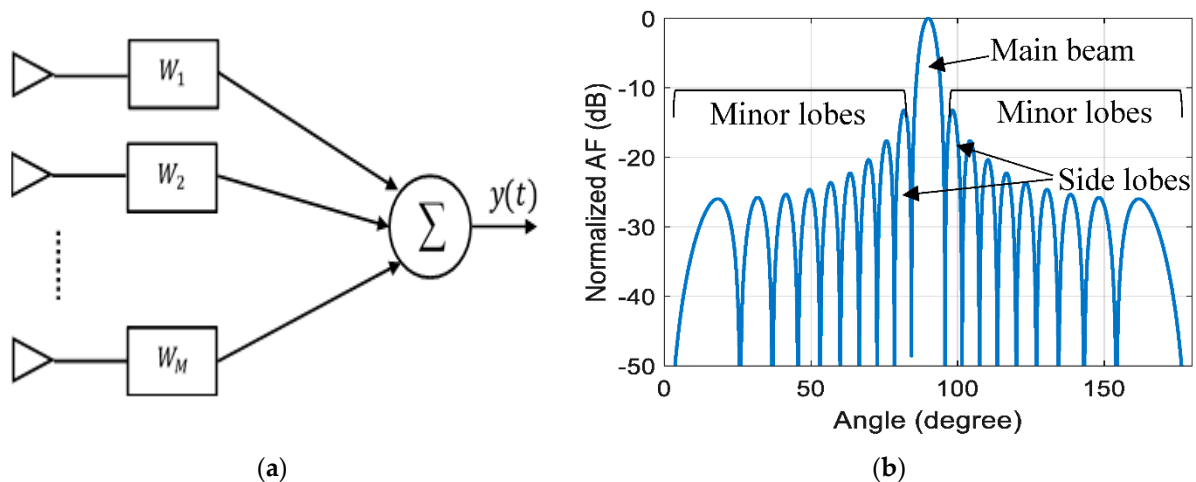 W₁
W₂
W_M
∑
y(t)
(a)
Normalized AF (dB)
0
-10
-20
-30
-40
-50
Main beam
Minor lobes
Minor lobes
Side lobes
0
50
100
150
Angle (degree)
(b)